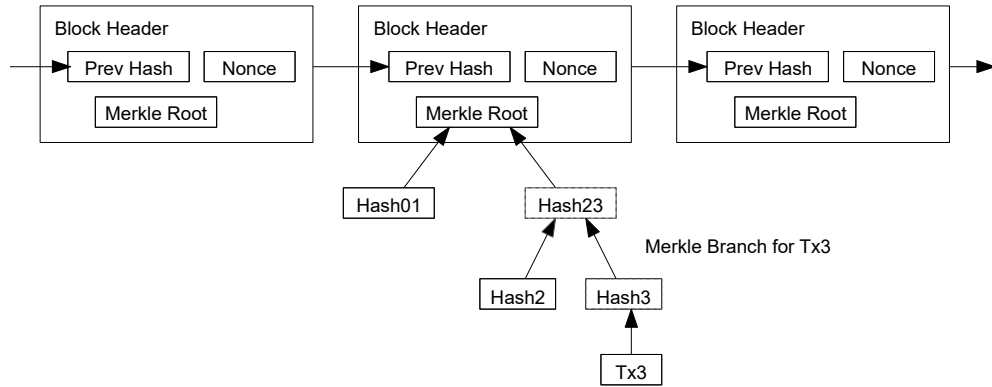 Block Header
Prev Hash
Nonce
Merkle Root
Block Header
Prev Hash
Nonce
Merkle Root
Block Header
Prev Hash
Nonce
Merkle Root
Hash01
Hash23
Merkle Branch for Tx3
Hash2
Hash3
Tx3